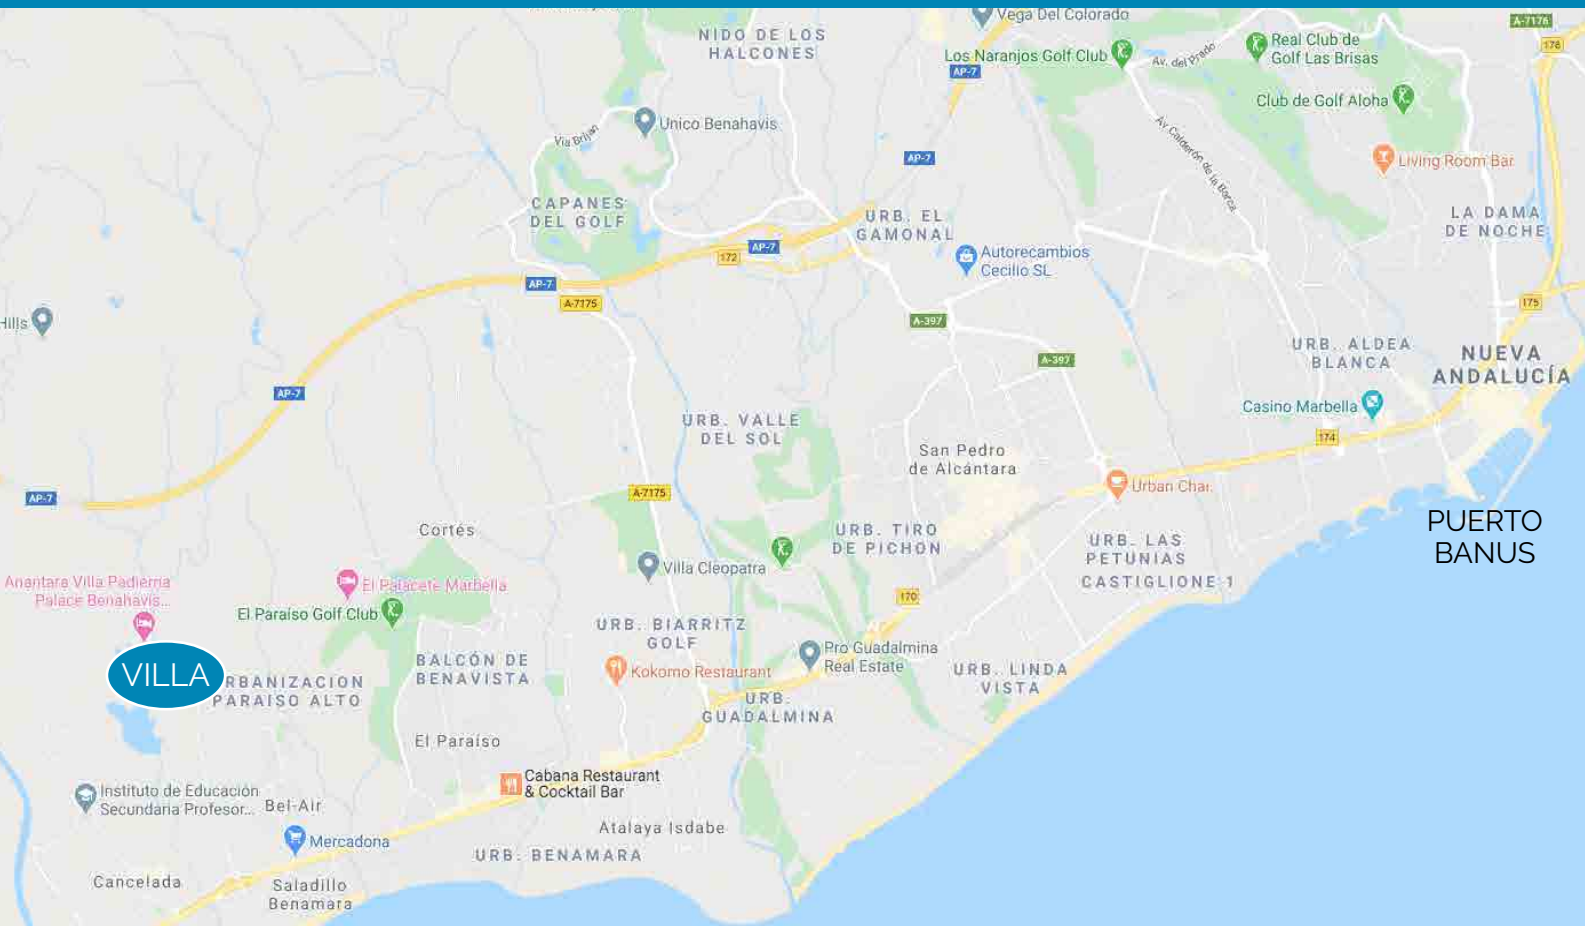 Vega Del Colorado
A-7176
NIDO DE LOS
HALCONES
178
Los Naranjos Golf Club
Av. del Prado
Real Club de
Golf Las Brisas
AP-7
Club de Golf Aloha
Unico Benahavis
Via Brijan
Av. Calderón de la Barca
AP-7
Living Room Bar
CAPANES
DEL GOLF
URB. EL
GAMONAL
LA DAMA
DE NOCHE
AP-7
172
Autorecambios
Cecilio SL
AP-7
A-7175
175
Hills
A-397
URB. ALDEA
BLANCA
NUEVA
ANDALUCÍA
A-397
AP-7
Casino Marbella
URB. VALLE
DEL SOL
174
San Pedro
de Alcántara
AP-7
A-7175
Urban Char.
PUERTO
BANUS
Cortés
URB. TIRO
DE PICHON
URB. LAS
PETUNIAS
CASTIGLIONE 1
Anantara Villa Padierna
Palace Benahavís...
El Palacete Marbella
Villa Cleopatra
El Paraiso Golf Club
170
URB. BIARRITZ
GOLF
Pro Guadalmina
Real Estate
VILLA
RBANIZACION
PARAISO ALTO
BALCÓN DE
BENAVISTA
Kokomo Restaurant
URB. LINDA
VISTA
URB.
GUADALMINA
El Paraíso
Cabana Restaurant
& Cocktail Bar
Instituto de Educación
Secundaria Profesor...
Bel-Air
Mercadona
Atalaya Isdabe
URB. BENAMARA
Cancelada
Saladillo
Benamara